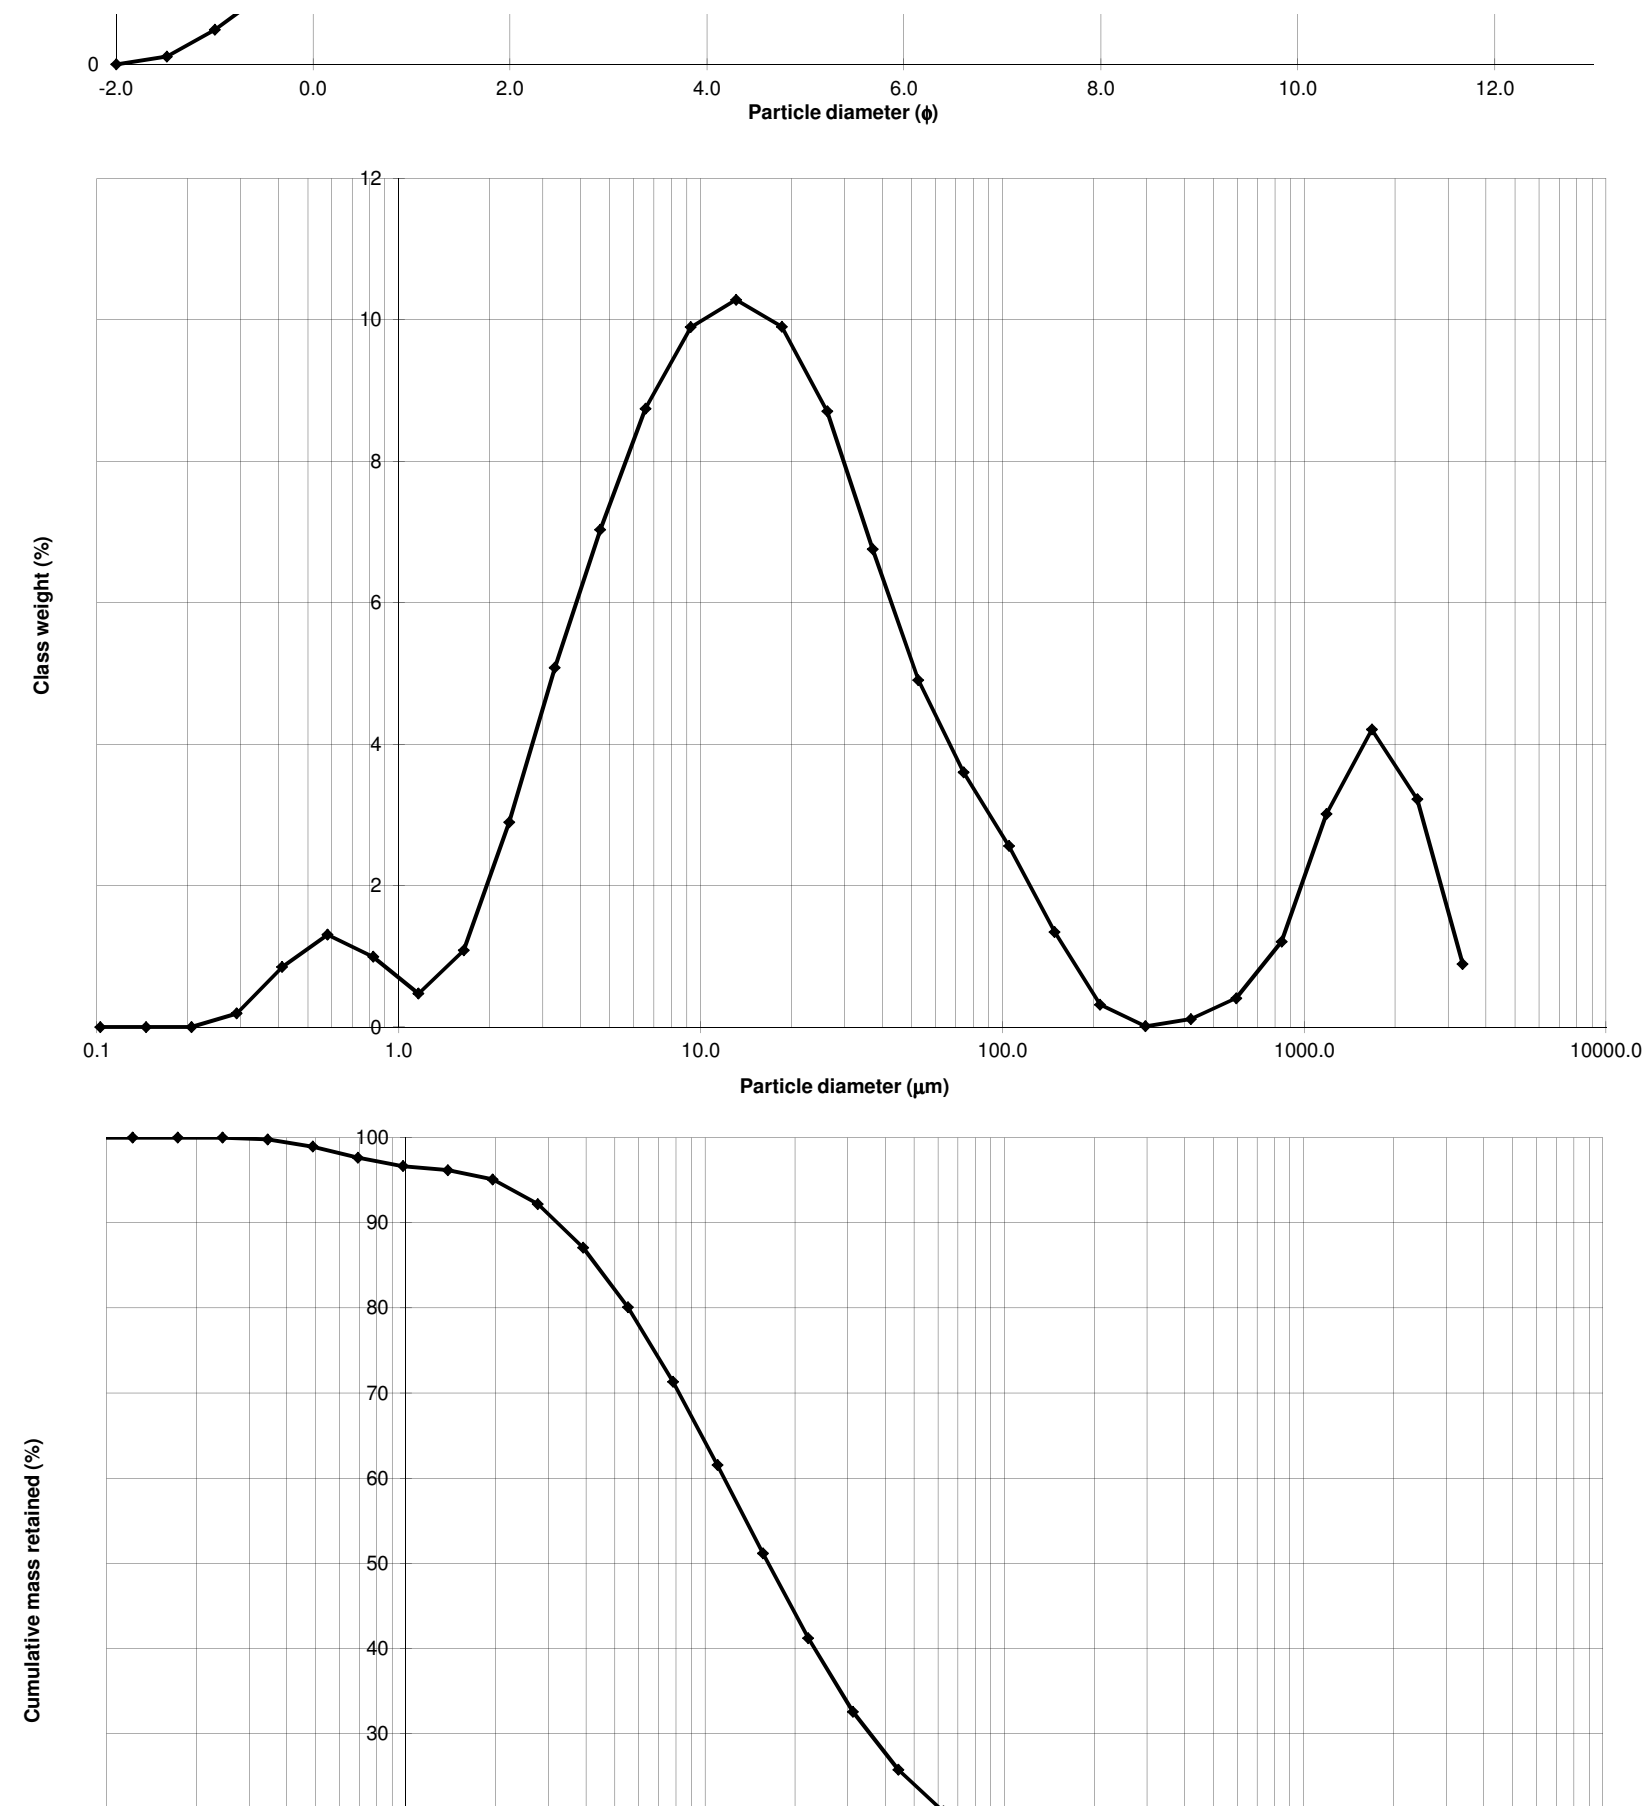 0
-2.0 0.0 2.0 4.0 6.0 8.0 10.0 12.0
Particle diameter (ϕ)
12
10
8
6
4
2
0
Class weight (%)
0.1 1.0 10.0 100.0 1000.0 10000.0
Particle diameter (μm)
100
90
80
70
60
50
40
30
Cumulative mass retained (%)